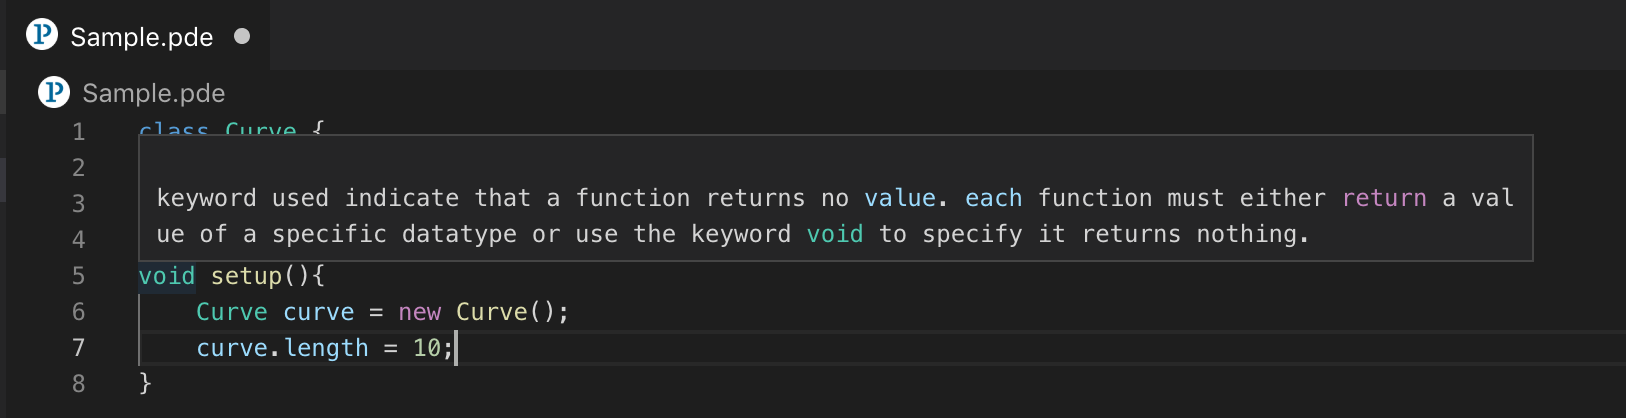 Sample.pde
Sample.pde
1 class Curve {
2
keyword used indicate that a function returns no value. each function must either return a val
3
ue of a specific datatype or use the keyword void to specify it returns nothing.
4
5 void setup(){
6 Curve curve = new Curve();
7 curve.length = 10;
8 }